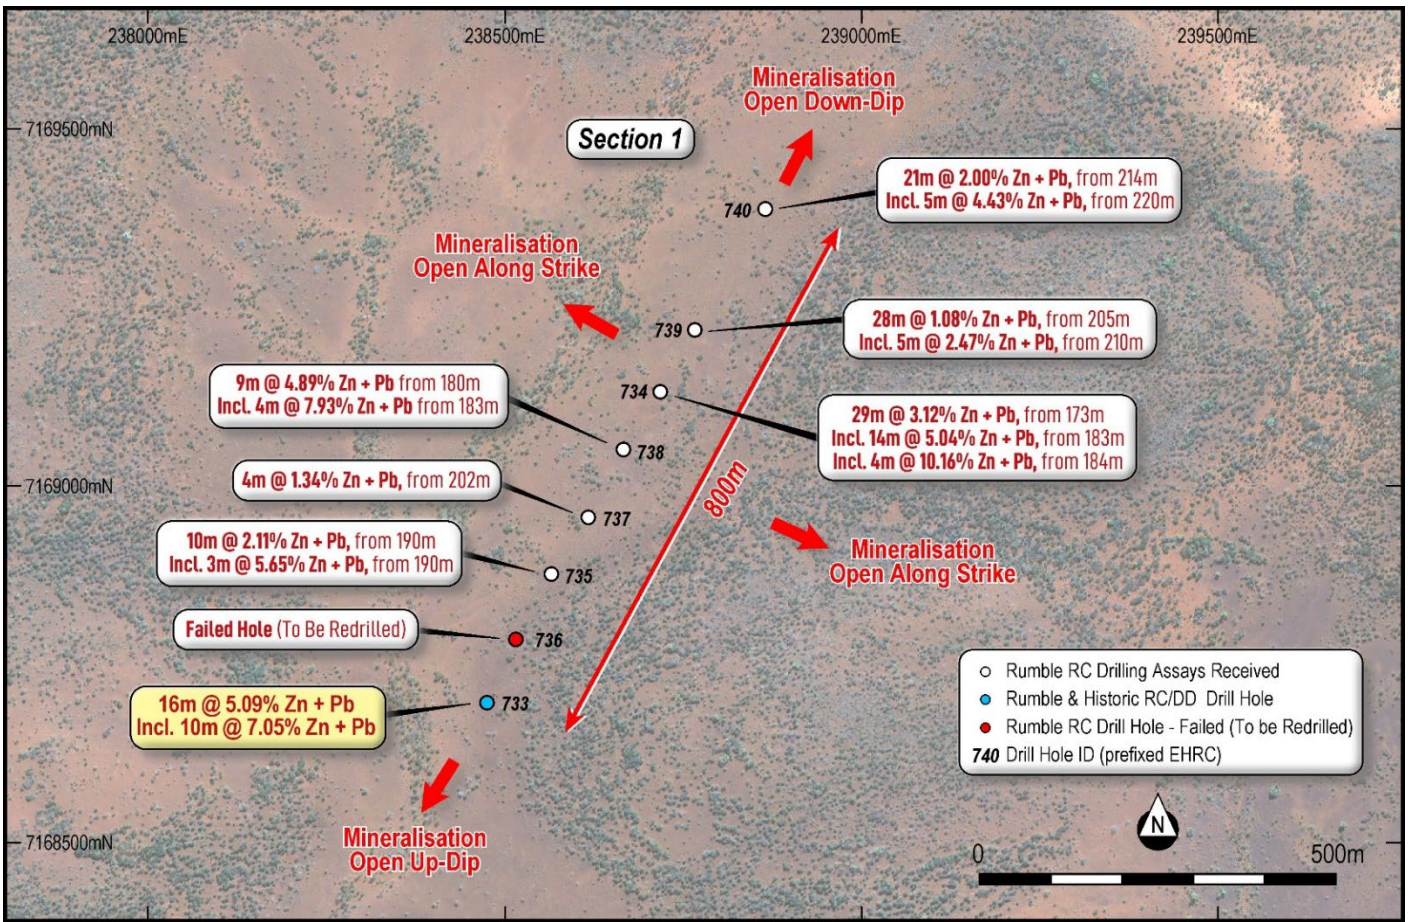 238000mE
238500mE
239000mE
239500mE
Mineralisation
Open Down-Dip
7169500mN
Section 1
21m @ 2.00% Zn + Pb, from 214m
Incl. 5m @ 4.43% Zn + Pb, from 220m
740
Mineralisation
Open Along Strike
739
28m @ 1.08% Zn + Pb, from 205m
Incl. 5m @ 2.47% Zn + Pb, from 210m
9m @ 4.89% Zn + Pb from 180m
Incl. 4m @ 7.93% Zn + Pb from 183m
734
29m @ 3.12% Zn + Pb, from 173m
Incl. 14m @ 5.04% Zn + Pb, from 183m
Incl. 4m @ 10.16% Zn + Pb, from 184m
738
4m @ 1.34% Zn + Pb, from 202m
7169000mN
800m
737
10m @ 2.11% Zn + Pb, from 190m
Incl. 3m @ 5.65% Zn + Pb, from 190m
735
Mineralisation
Open Along Strike
Failed Hole (To Be Redrilled)
736
16m @ 5.09% Zn + Pb
Incl. 10m @ 7.05% Zn + Pb
733
Rumble RC Drilling Assays Received
Rumble & Historic RC/DD Drill Hole
Rumble RC Drill Hole - Failed (To be Redrilled)
740 Drill Hole ID (prefixed EHRC)
Mineralisation
Open Up-Dip
7168500mN
N
0
500m